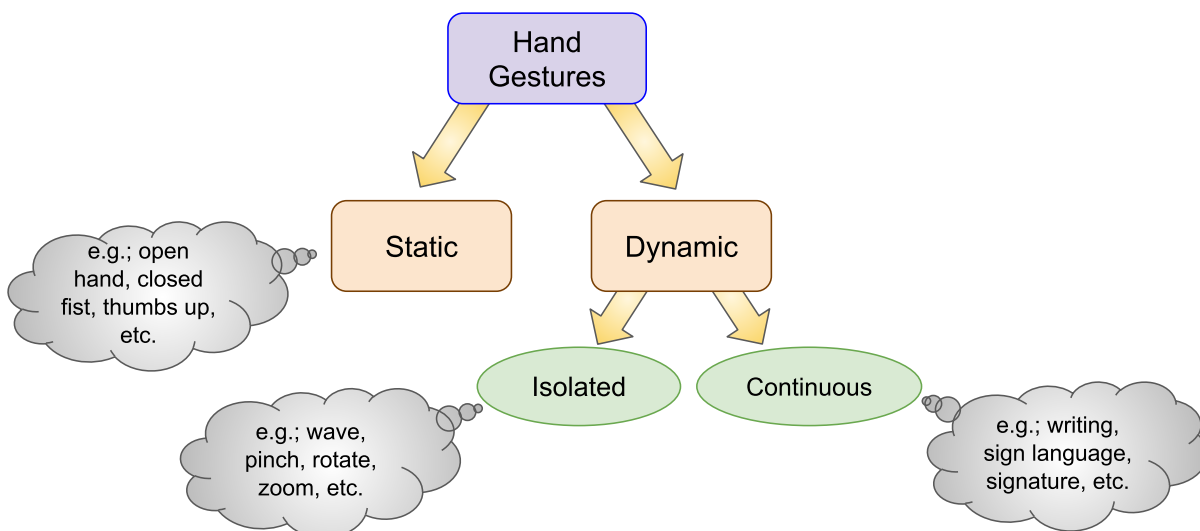 Hand
Gestures
Static
Dynamic
e.g.; open
hand, closed
fist, thumbs up,
etc.
Isolated
Continuous
e.g.; wave,
pinch, rotate,
zoom, etc.
e.g.; writing,
sign language,
signature, etc.